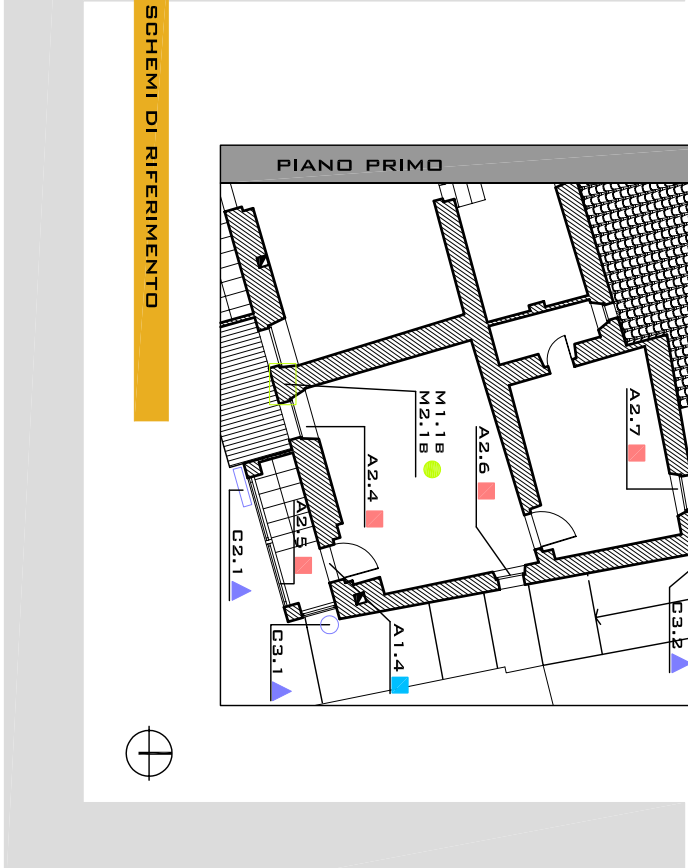 SCHEMI DI RIFERIMENTO
PIANO PRIMO
A2.7
M1.1B
M2.1B
A2.6
A2.4
A2.5
C2.1
C3.1
A1.4
C3.2